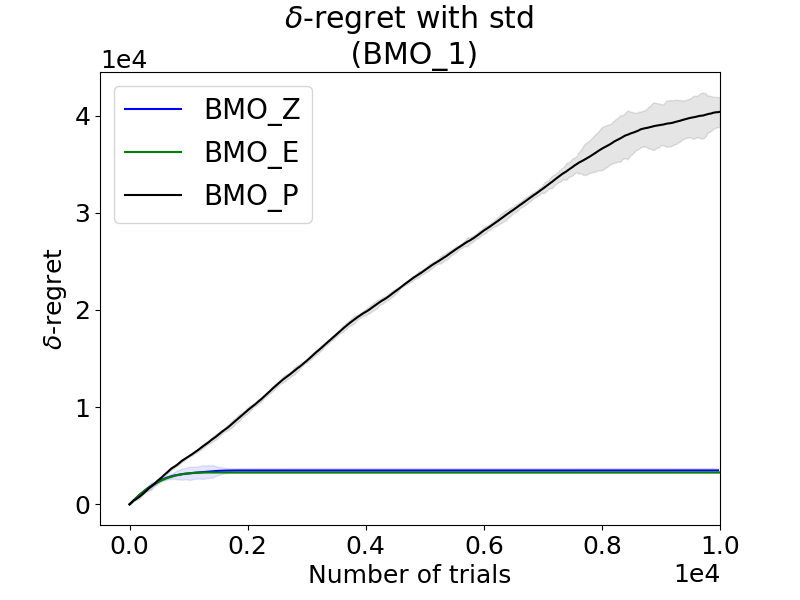 δ-regret with std
(BMO_1)
1e4
BMO_Z
BMO_E
BMO_P
4
3
2
1
0
δ-regret
0.0 0.2 0.4 0.6 0.8 1.0
Number of trials
1e4